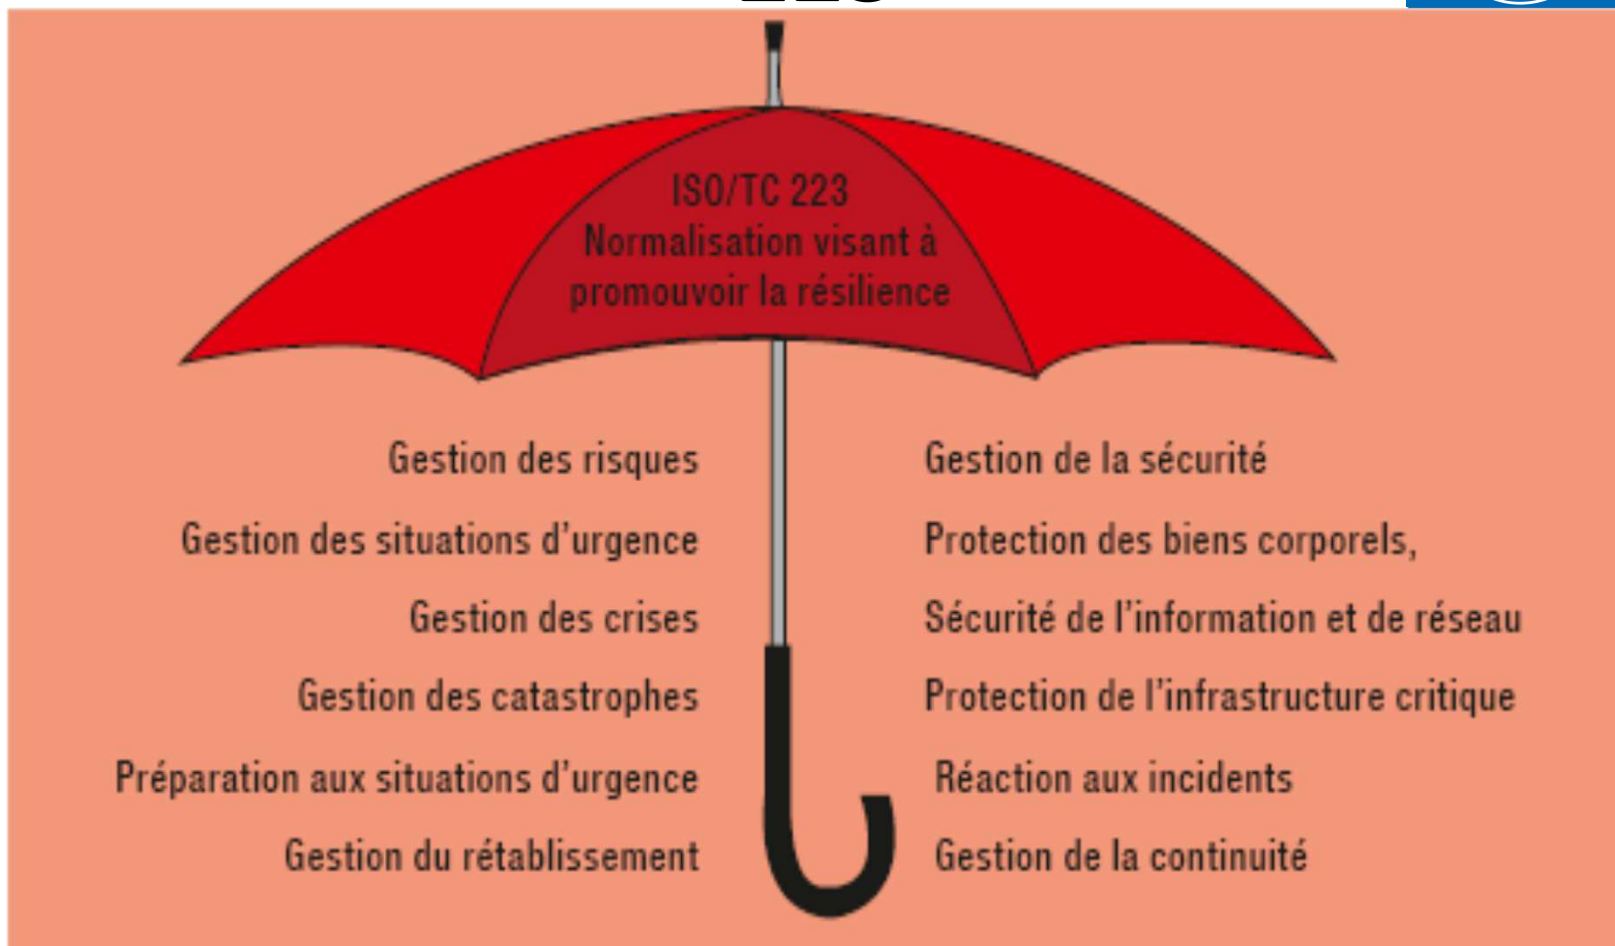 ISO/TC 223
Normalisation visant à
promouvoir la résilience
Gestion des risques
Gestion des situations d'urgence
Gestion des crises
Gestion des catastrophes
Préparation aux situations d'urgence
Gestion du rétablissement
Gestion de la sécurité
Protection des biens corporels,
Sécurité de l'information et de réseau
Protection de l'infrastructure critique
Réaction aux incidents
Gestion de la continuité